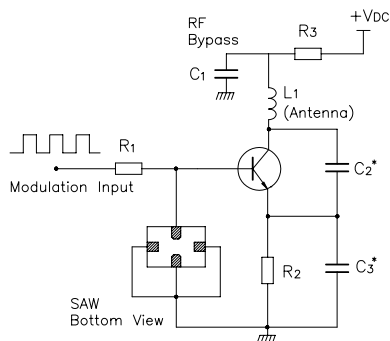 +VDC
RF
Bypass
R3
C1
L1
(Antenna)
R1
Modulation Input
C2*
R2
C3*
SAW
Bottom View